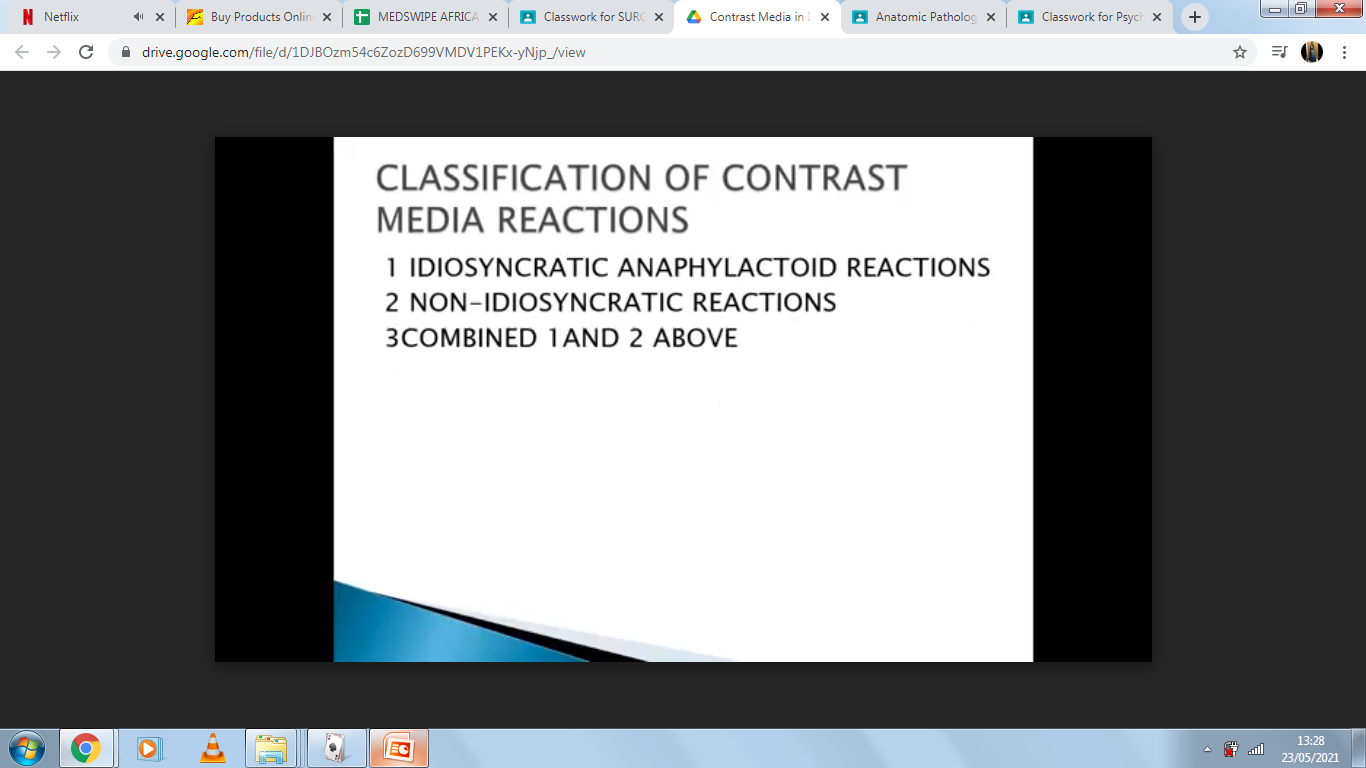 Netflix
Buy Products Onlin
MEDSWIPE AFRICA
Classwork for SURG
Contrast Media in I
Anatomic Patholog
Classwork for Psych
drive.google.com/file/d/1DJBOzm54c6ZozD699VMDV1PEKx-yNjp_/view
CLASSIFICATION OF CONTRAST
MEDIA REACTIONS
1 IDIOSYNCRATIC ANAPHYLACTOID REACTIONS
2 NON-IDIOSYNCRATIC REACTIONS
3COMBINED 1AND 2 ABOVE
13:28
23/05/2021